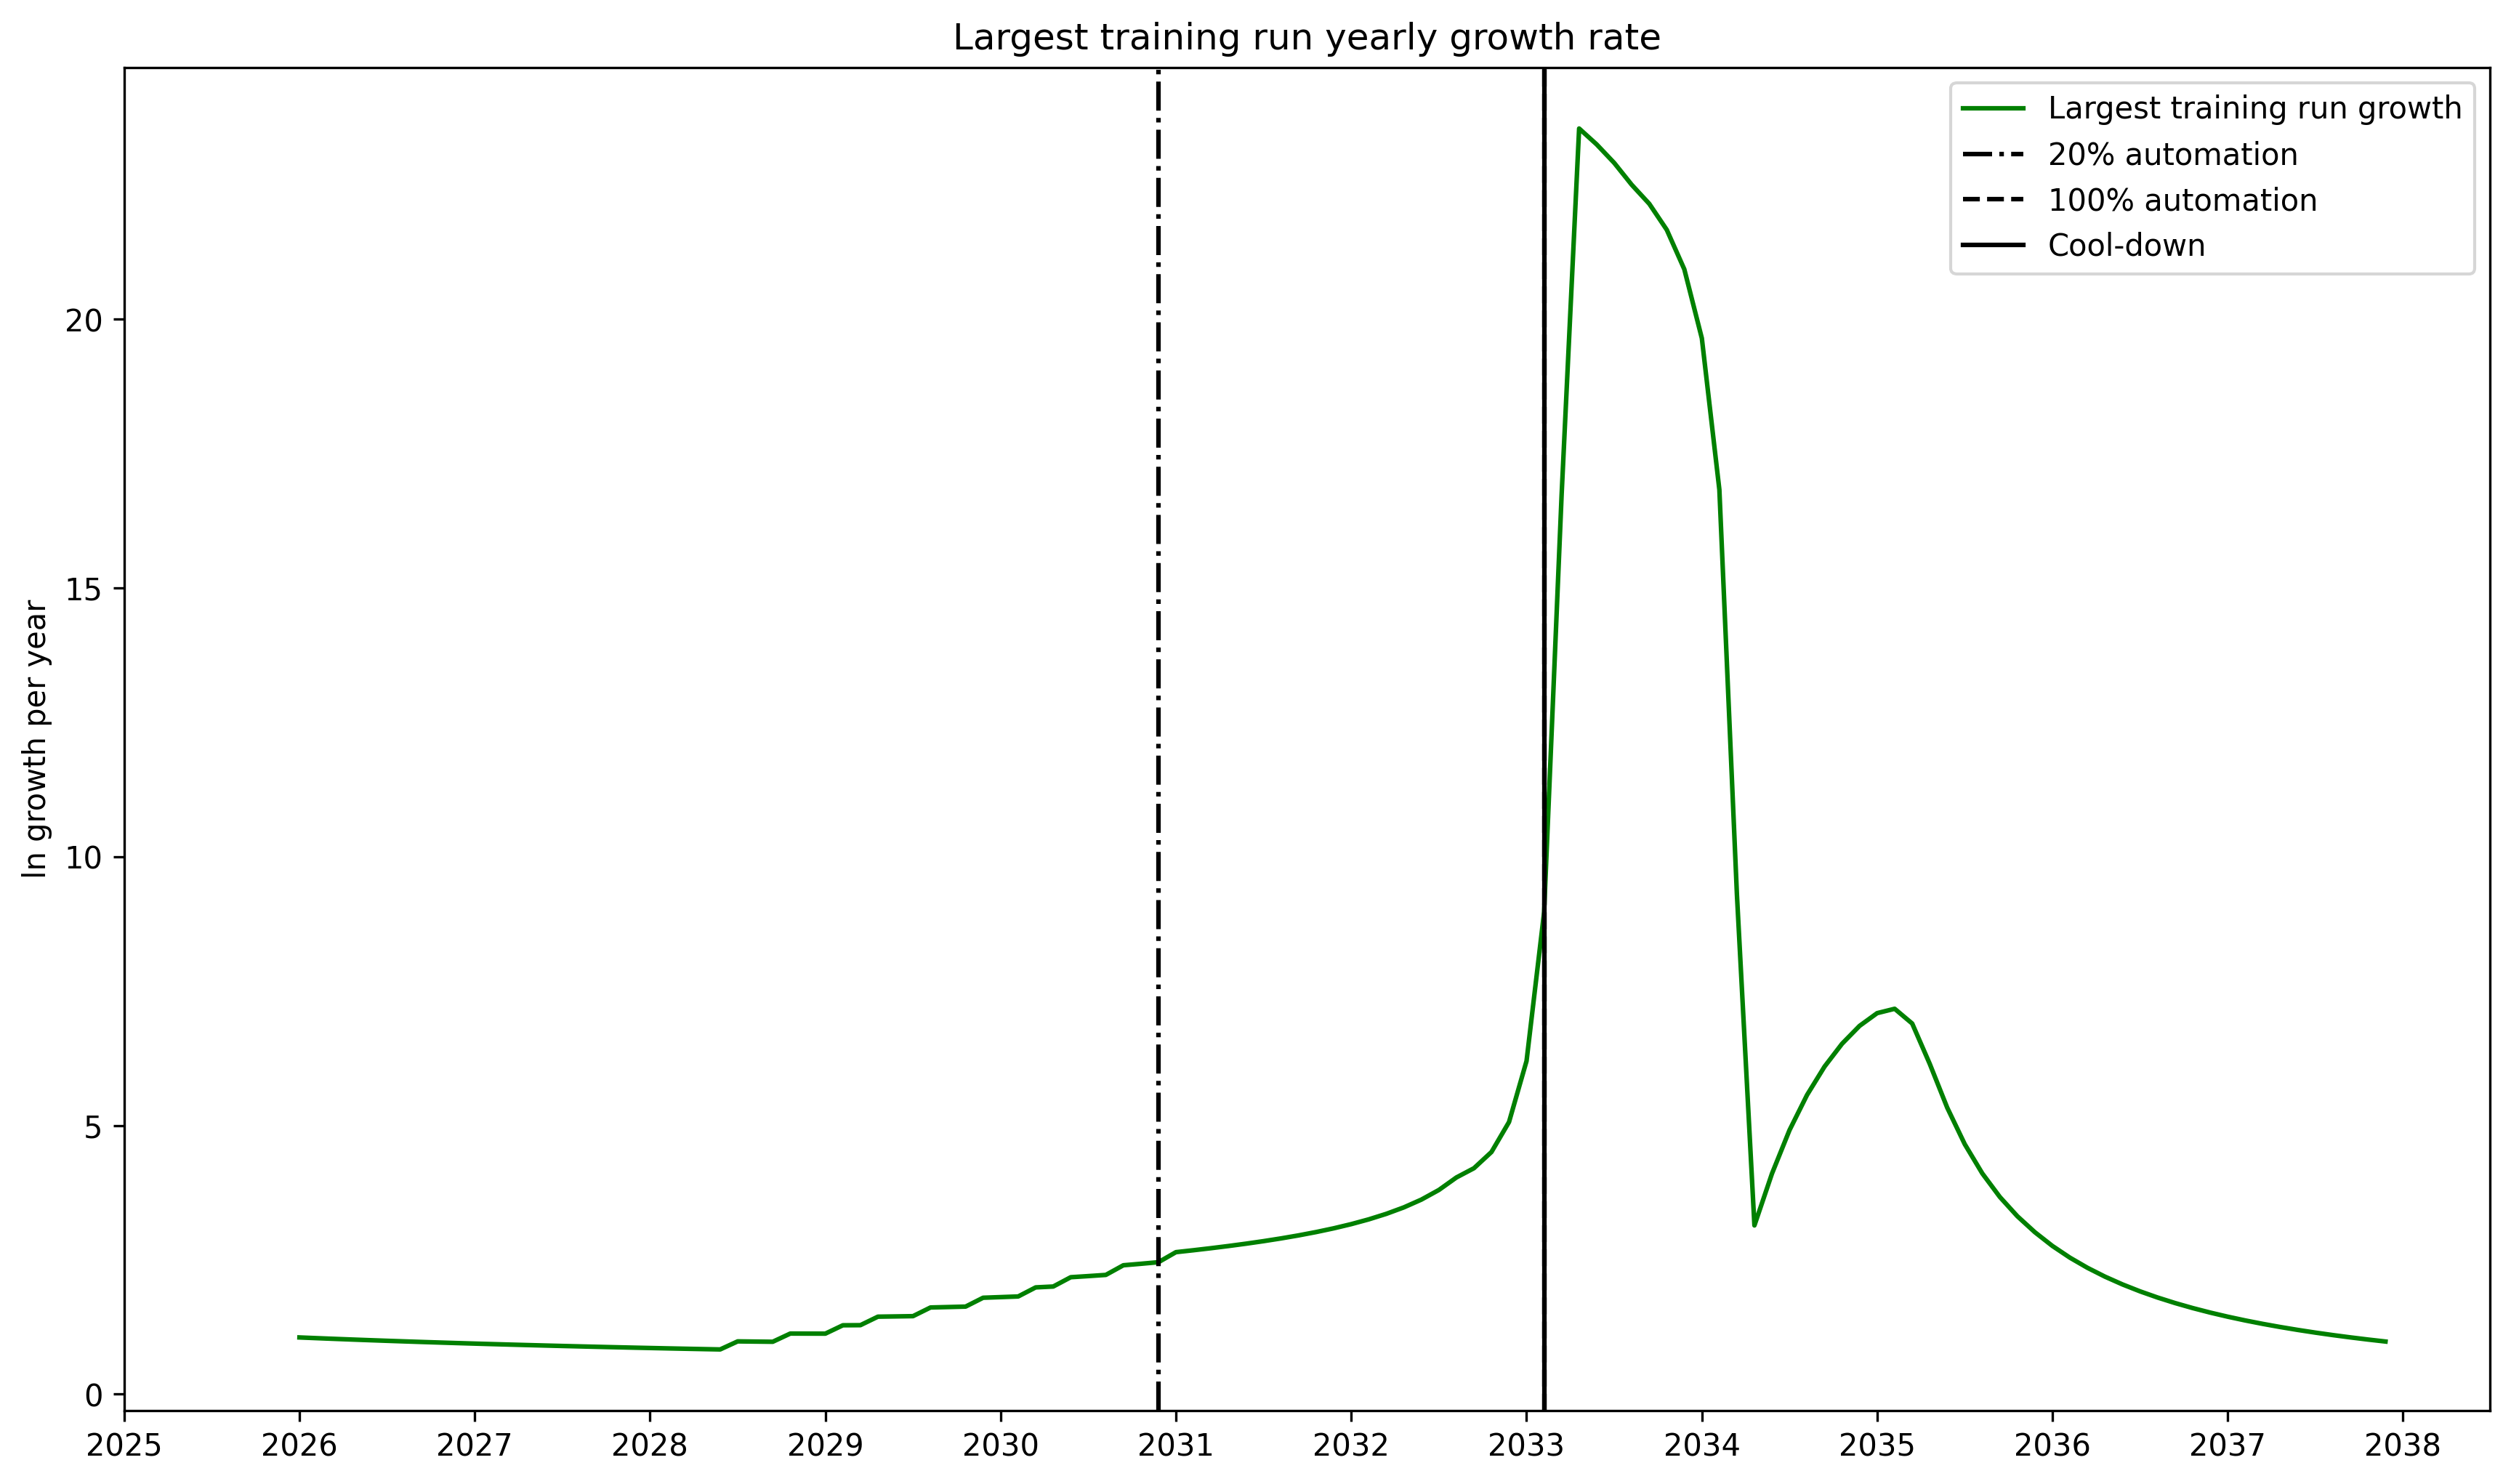 Largest training run yearly growth rate
Largest training run growth
20% automation
100% automation
Cool-down
ln growth per year
20
15
10
5
0
2025 2026 2027 2028 2029 2030 2031 2032 2033 2034 2035 2036 2037 2038